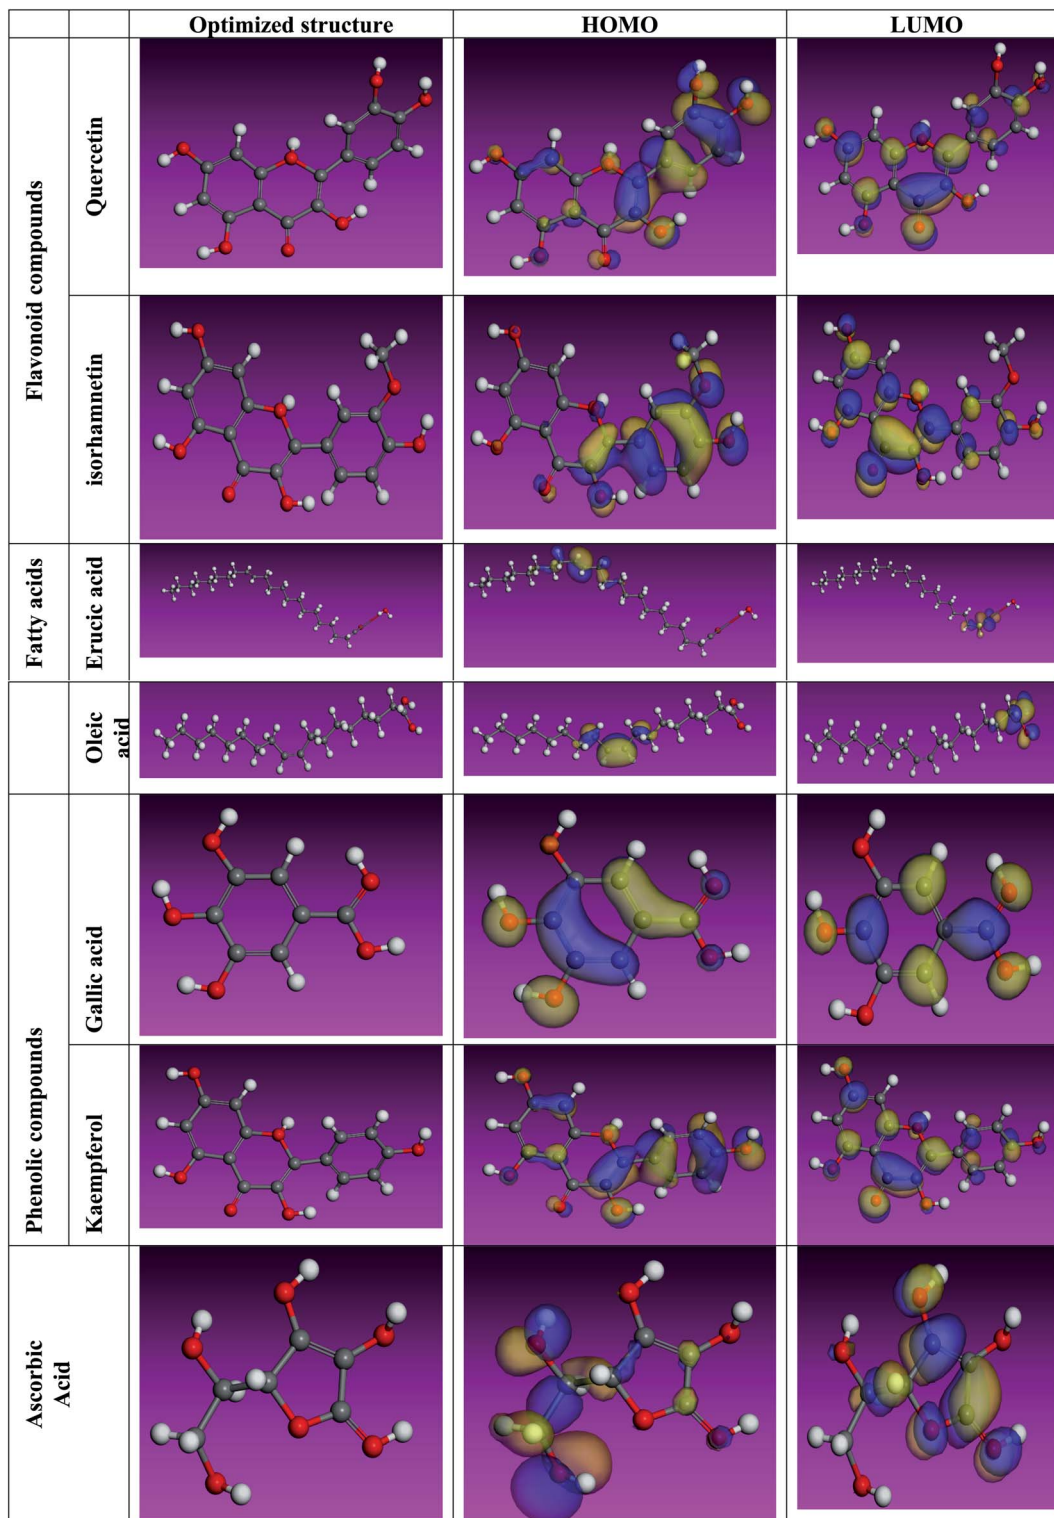 Optimized structure HOMO LUMO
Flavonoid compounds
Quercetin
isorhamnetin
Fatty acids
Erucic acid
Oleic
acid
Phenolic compounds
Gallic acid
Kaempferol
Ascorbic
Acid